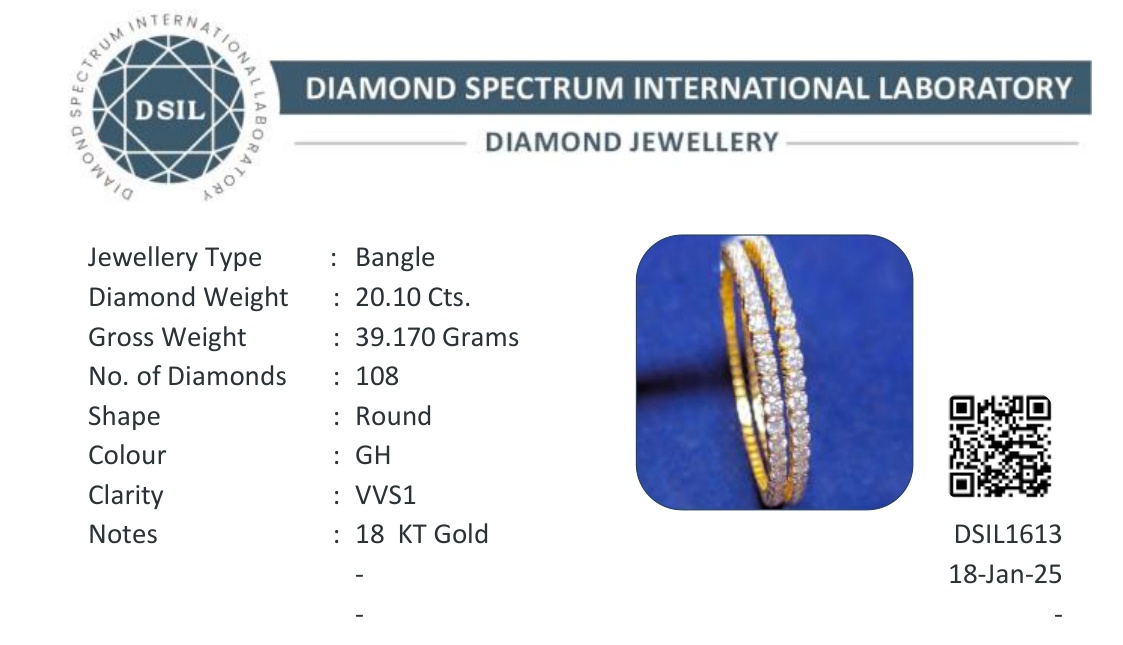 DIAMOND SPECTRUM INTERNATIONAL LABORATORY
DSIL
DIAMOND SPECTRUM INTERNATIONAL LABORATORY
DIAMOND JEWELLERY
Jewellery Type : Bangle
Diamond Weight : 20.10 Cts.
Gross Weight : 39.170 Grams
No. of Diamonds : 108
Shape : Round
Colour : GH
Clarity : VVS1
Notes : 18 KT Gold
-
-
DSIL1613
18-Jan-25
-